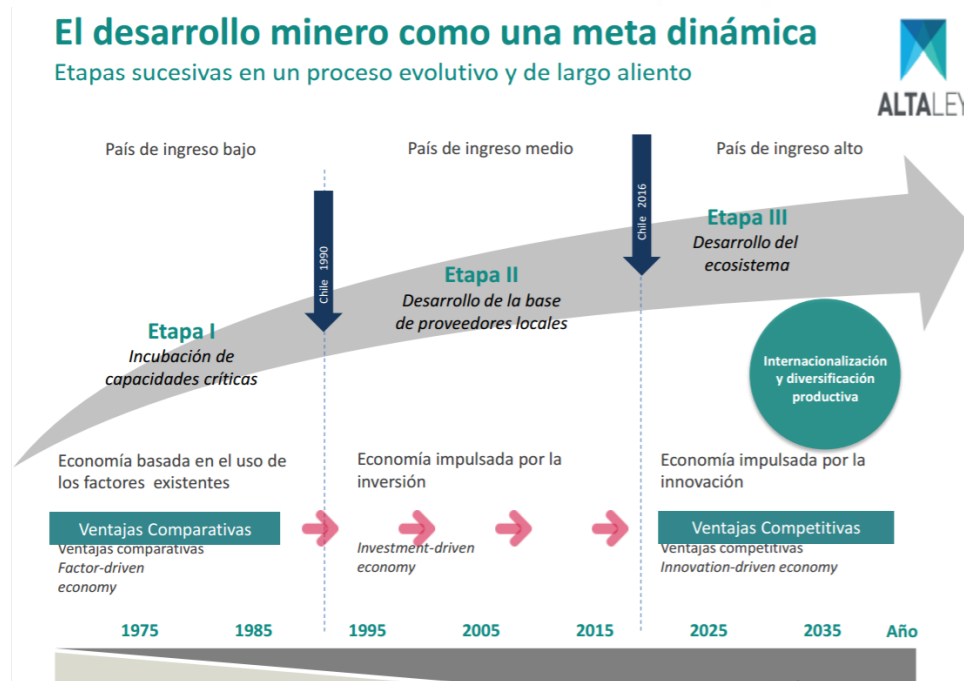 El desarrollo minero como una meta dinámica
Etapas sucesivas en un proceso evolutivo y de largo aliento
ALTALEY
País de ingreso bajo
País de ingreso medio
País de ingreso alto
Chile 1990
Chile 2016
Etapa III
Desarrollo del
ecosistema
Etapa II
Desarrollo de la base
de proveedores locales
Etapa I
Incubación de
capacidades críticas
Internacionalización
y diversificación
productiva
Economía basada en el uso de
los factores existentes
Economía impulsada por la
inversión
Economía impulsada por la
innovación
Ventajas Comparativas
Ventajas Competitivas
Ventajas comparativas
Factor-driven
economy
Investment-driven
economy
Ventajas competitivas
Innovation-driven economy
1975 1985 1995 2005 2015 2025 2035 Año